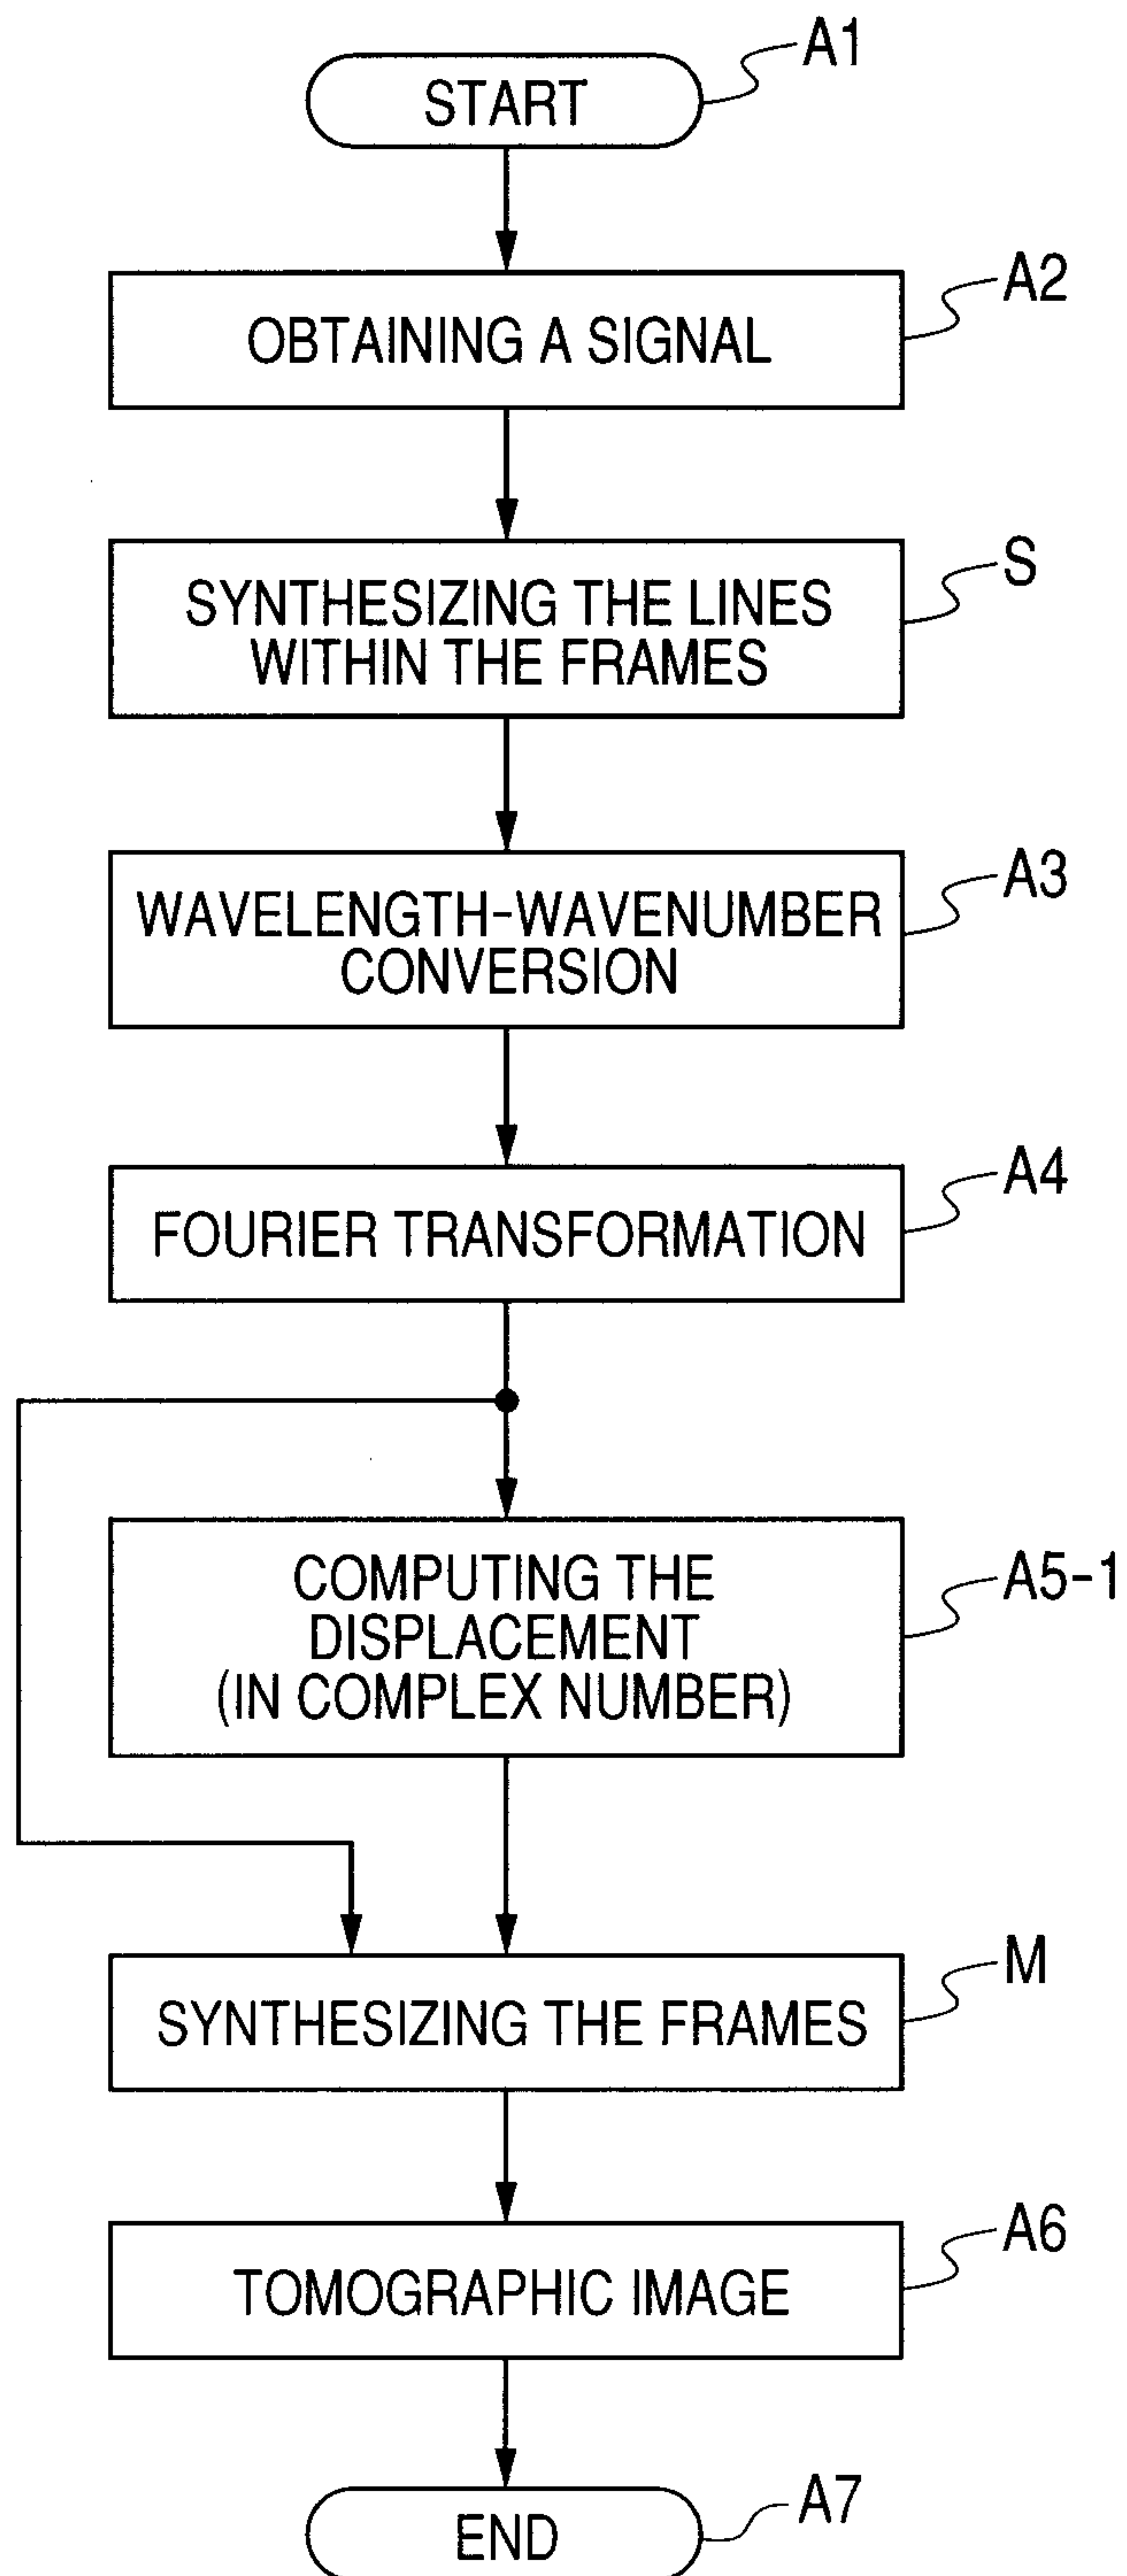 A1
START
A2
OBTAINING A SIGNAL
S
SYNTHESIZING THE LINES
WITHIN THE FRAMES
A3
WAVELENGTH-WAVENUMBER
CONVERSION
A4
FOURIER TRANSFORMATION
COMPUTING THE
A5-1
DISPLACEMENT
(IN COMPLEX NUMBER)
M
SYNTHESIZING THE FRAMES
A6
TOMOGRAPHIC IMAGE
A7
END